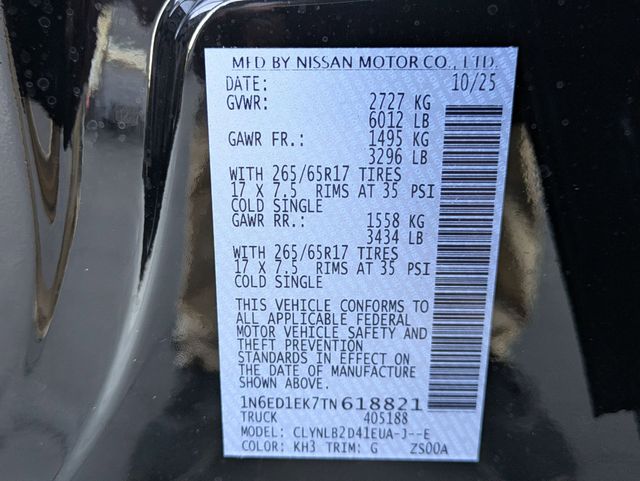 MFD BY NISSAN MOTOR CO., LTD.
DATE: 10/25
GVWR: 2727 KG
6012 LB
GAWR FR.: 1495 KG
3296 LB
WITH 265/65R17 TIRES
17 X 7.5 RIMS AT 35 PSI
COLD SINGLE
GAWR RR.: 1558 KG
3434 LB
WITH 265/65R17 TIRES
17 X 7.5 RIMS AT 35 PSI
COLD SINGLE
THIS VEHICLE CONFORMS TO
ALL APPLICABLE FEDERAL
MOTOR VEHICLE SAFETY AND
THEFT PREVENTION
STANDARDS IN EFFECT ON
THE DATE OF MANUFACTURE
SHOWN ABOVE.
1N6ED1EK7TN618821
TRUCK 405188
MODEL: CLYNLB2D41EUA-J--E
COLOR: KH3 TRIM: G ZS00A